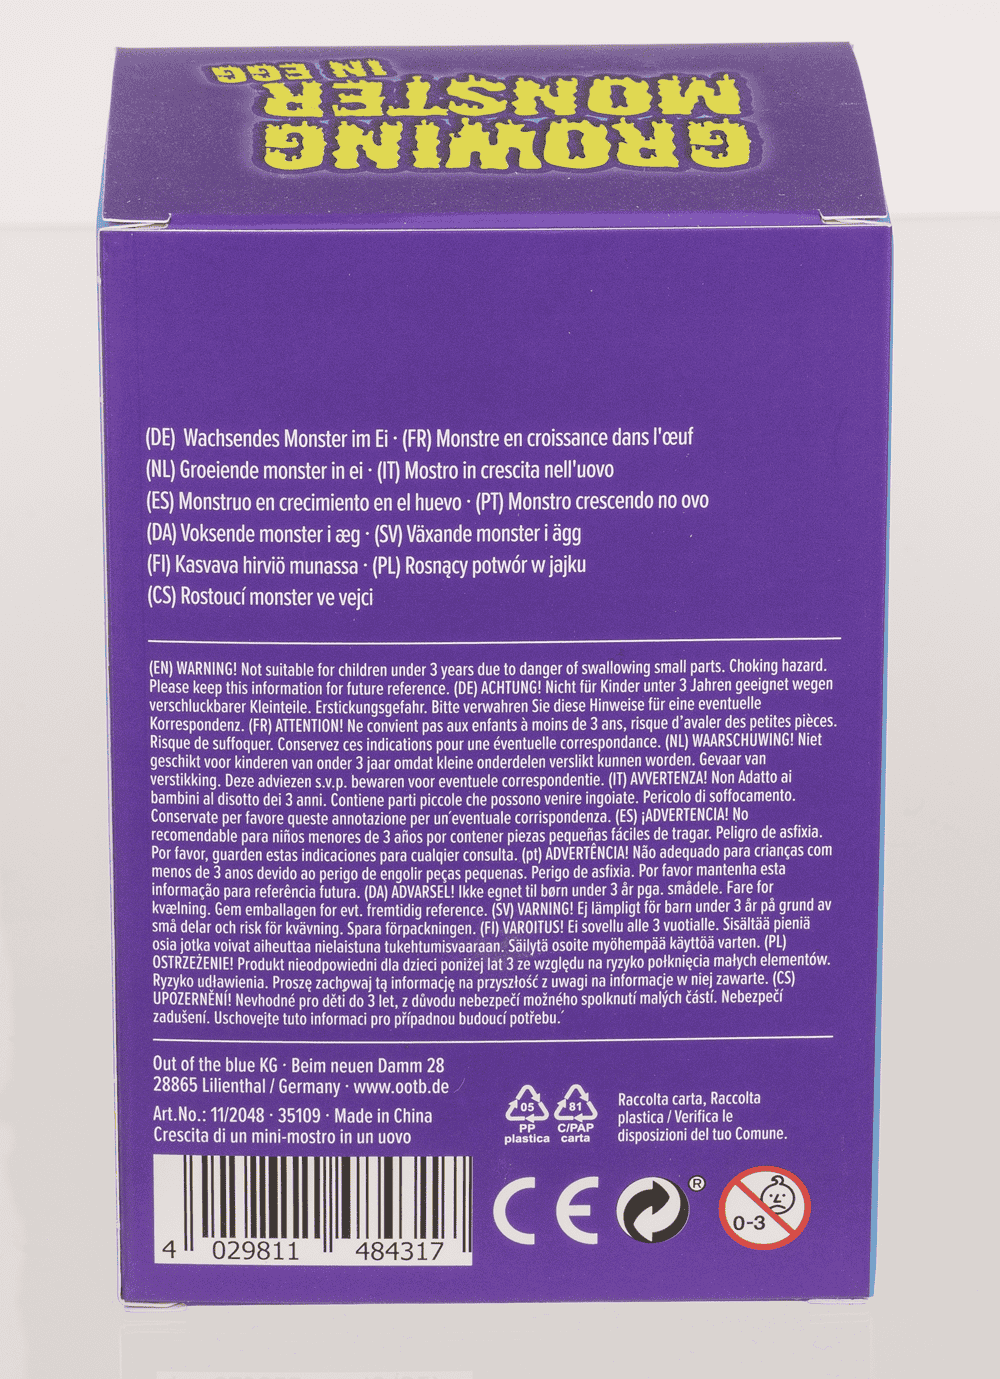 GROWING
MONSTER
IN EGG
(DE) Wachsendes Monster im Ei · (FR) Monstre en croissance dans l'œuf
(NL) Groeiende monster in ei · (IT) Mostro in crescita nell'uovo
(ES) Monstruo en crecimiento en el huevo · (PT) Monstro crescendo no ovo
(DA) Voksende monster i æg · (SV) Växande monster i ägg
(FI) Kasvava hirviö munassa · (PL) Rosnący potwór w jajku
(CS) Rostoucí monster ve vejci
(EN) WARNING! Not suitable for children under 3 years due to danger of swallowing small parts. Choking hazard.
Please keep this information for future reference. (DE) ACHTUNG! Nicht für Kinder unter 3 Jahren geeignet wegen
verschluckbarer Kleinteile. Erstickungsgefahr. Bitte verwahren Sie diese Hinweise für eine eventuelle
Korrespondenz. (FR) ATTENTION! Ne convient pas aux enfants à moins de 3 ans, risque d'avaler des petites pièces.
Risque de suffoquer. Conservez ces indications pour une éventuelle correspondance. (NL) WAARSCHUWING! Niet
geschikt voor kinderen van onder 3 jaar omdat kleine onderdelen verslikt kunnen worden. Gevaar van
verstikking. Deze adviezen s.v.p. bewaren voor eventuele correspondentie. (IT) AVVERTENZA! Non Adatto ai
bambini al disotto dei 3 anni. Contiene parti piccole che possono venire ingoiate. Pericolo di soffocamento.
Conservate per favore queste annotazione per un´eventuale corrispondenza. (ES) ¡ADVERTENCIA! No
recomendable para niños menores de 3 años por contener piezas pequeñas fáciles de tragar. Peligro de asfixia.
Por favor, guarden estas indicaciones para cualqier consulta. (pt) ADVERTÊNCIA! Não adequado para crianças com
menos de 3 anos devido ao perigo de engolir peças pequenas. Perigo de asfixia. Por favor mantenha esta
informação para referência futura. (DA) ADVARSEL! Ikke egnet til børn under 3 år pga. smådele. Fare for
kvælning. Gem emballagen for evt. fremtidig reference. (SV) VARNING! Ej lämpligt för barn under 3 år på grund av
små delar och risk för kvävning. Spara förpackningen. (FI) VAROITUS! Ei sovellu alle 3 vuotialle. Sisältää pieniä
osia jotka voivat aiheuttaa nielaistuna tukehtumisvaaraan. Säilytä osoite myöhempää käyttöä varten. (PL)
OSTRZEŻENIE! Produkt nieodpowiedni dla dzieci poniżej lat 3 ze względu na ryzyko połknięcia małych elementów.
Ryzyko udławienia. Proszę zachowaj tą informację na przyszłość z uwagi na informacje w niej zawarte. (CS)
UPOZERNĚNÍ! Nevhodné pro děti do 3 let, z důvodu nebezpečí možného spolknutí malých částí. Nebezpečí
zadušení. Uschovejte tuto informaci pro případnou budoucí potřebu.´
Out of the blue KG · Beim neuen Damm 28
28865 Lilienthal / Germany · www.ootb.de
Art.No.: 11/2048 · 35109 · Made in China
Crescita di un mini-mostro in un uovo
05
PP
plastica
81
C/PAP
carta
Raccolta carta, Raccolta
plastica / Verifica le
disposizioni del tuo Comune.
4 029811 484317
CE
®
0-3